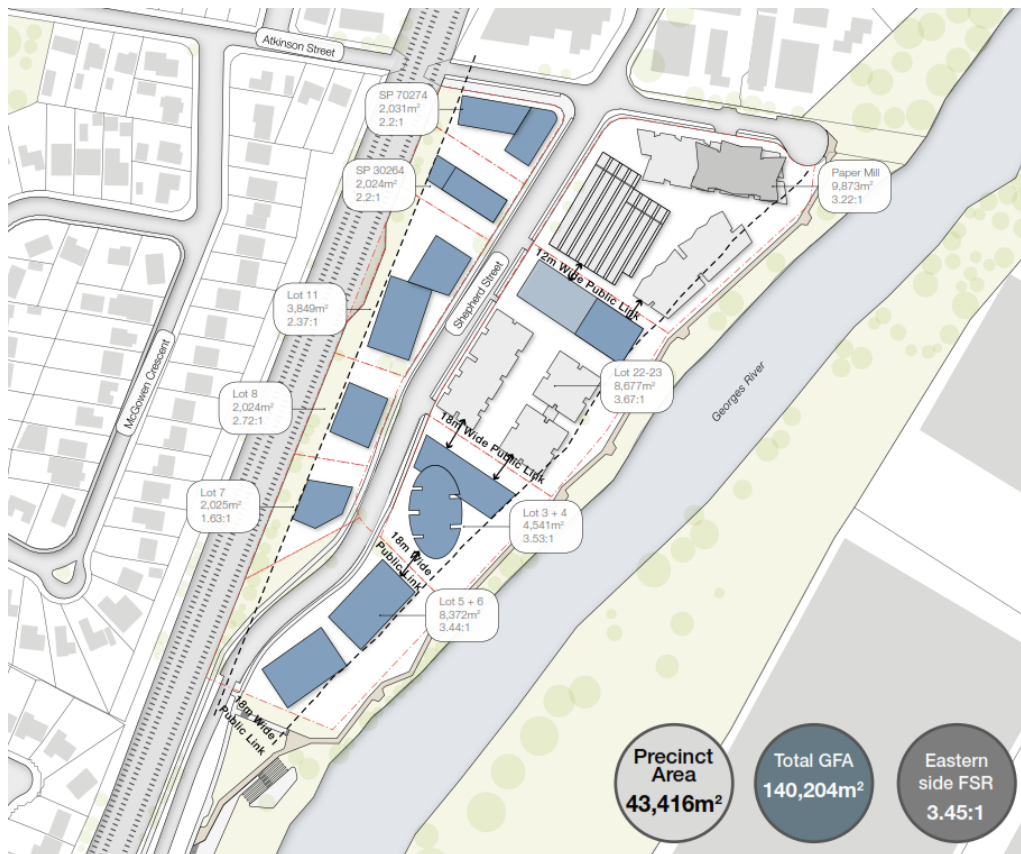 Atkinson Street
SP 70274
2,031m²
2.2:1
SP 30264
2,024m²
2.2:1
Paper Mill
9,873m²
3.22:1
12m Wide Public Link
Shepherd Street
Lot 11
3,849m²
2.37:1
McGowen Crescent
Georges River
Lot 22-23
8,677m²
3.67:1
Lot 8
2,024m²
2.72:1
18m Wide Public Link
Lot 7
2,025m²
1.63:1
Lot 3 + 4
4,541m²
3.53:1
18m Wide
Public Link
Lot 5 + 6
8,372m²
3.44:1
18m Wide
Public Link
Precinct
Area
43,416m²
Total GFA
140,204m²
Eastern
side FSR
3.45:1